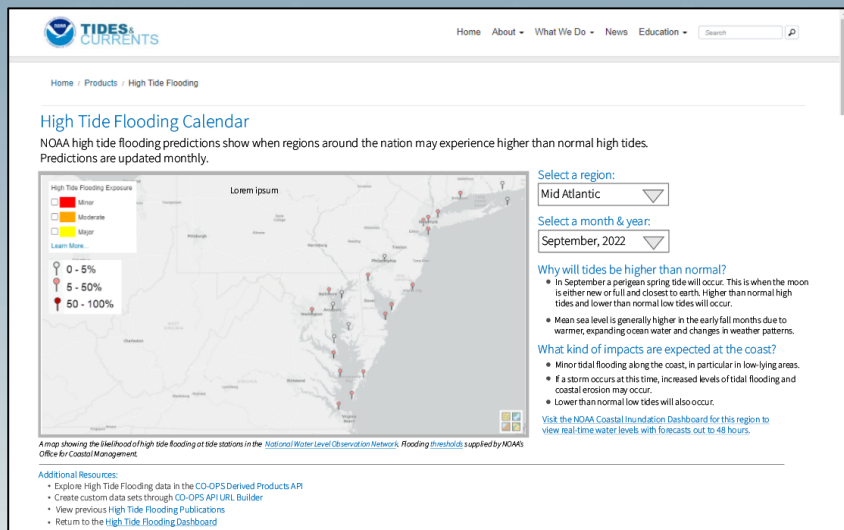 NOAA
TIDES&
CURRENTS
Home About What We Do News Education Search
Home / Products / High Tide Flooding
High Tide Flooding Calendar
NOAA high tide flooding predictions show when regions around the nation may experience higher than normal high tides.
Predictions are updated monthly.
High Tide Flooding Exposure
Minor
Moderate
Major
Learn More...
0 - 5%
5 - 50%
50 - 100%
Lorem ipsum
Pittsburgh
Harrisburg
Trenton
Philadelphia
Baltimore
Washington
WEST
VIRGINIA
Charleston
Richmond
Virginia
Beach
Select a region:
Mid Atlantic
Select a month & year:
September, 2022
Why will tides be higher than normal?
In September a perigean spring tide will occur. This is when the moon
is either new or full and closest to earth. Higher than normal high
tides and lower than normal low tides will occur.
Mean sea level is generally higher in the early fall months due to
warmer, expanding ocean water and changes in weather patterns.
What kind of impacts are expected at the coast?
Minor tidal flooding along the coast, in particular in low-lying areas.
If a storm occurs at this time, increased levels of tidal flooding and
coastal erosion may occur.
Lower than normal low tides will also occur.
Visit the NOAA Coastal Inundation Dashboard for this region to
view real-time water levels with forecasts out to 48 hours.
A map showing the likelihood of high tide flooding at tide stations in the National Water Level Observation Network. Flooding thresholds supplied by NOAA's
Office for Coastal Management.
Additional Resources:
• Explore High Tide Flooding data in the CO-OPS Derived Products API
• Create custom data sets through CO-OPS API URL Builder
• View previous High Tide Flooding Publications
• Return to the High Tide Flooding Dashboard